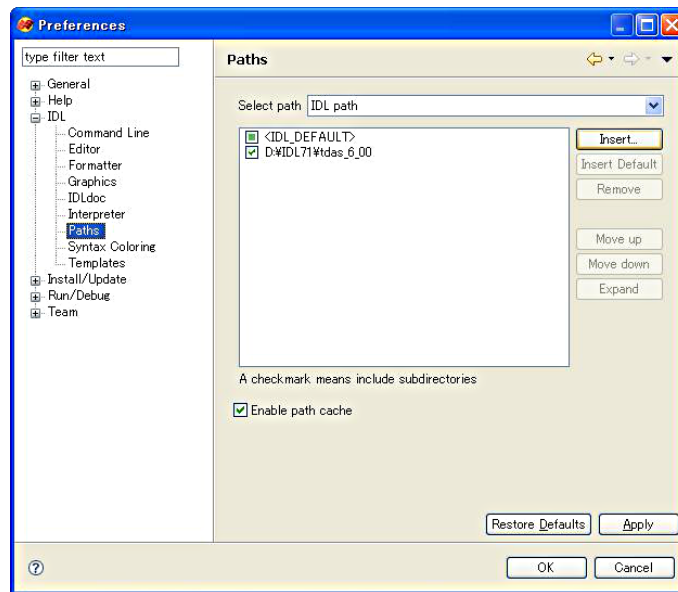 Preferences
type filter text
Paths
General
Help
IDL
Command Line
Editor
Formatter
Graphics
IDLdoc
Interpreter
Paths
Syntax Coloring
Templates
Install/Update
Run/Debug
Team
Select path IDL path
<IDL_DEFAULT>
D:¥IDL71¥tdas_6_00
Insert...
Insert Default
Remove
Move up
Move down
Expand
A checkmark means include subdirectories
Enable path cache
Restore Defaults Apply
OK Cancel